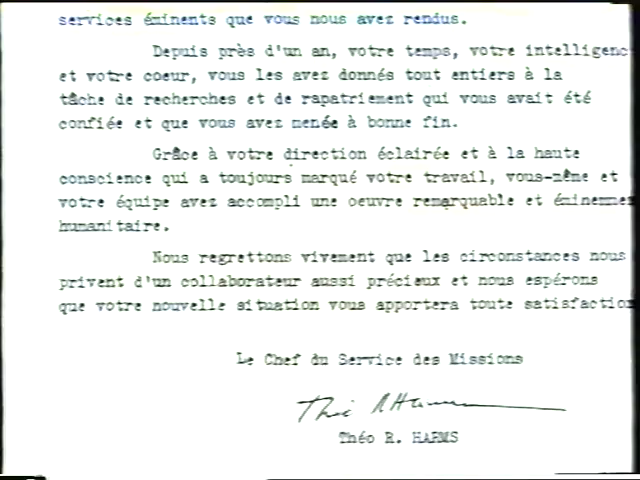 services éminents que vous nous avez rendus.
Depuis près d'un an, votre temps, votre intelligenc
et votre coeur, vous les avez donnés tout entiers à la
tâche de recherches et de rapatriement qui vous avait été
confiée et que vous avez menée à bonne fin.
Grâce à votre direction éclairée et à la haute
conscience qui a toujours marqué votre travail, vous-même et
votre équipe avez accompli une oeuvre remarquable et éminemme
humanitaire.
Nous regrettons vivement que les circonstances nous
privent d'un collaborateur aussi précieux et nous espérons
que votre nouvelle situation vous apportera toute satisfaction
Le Chef du Service des Missions
Théo R Harms
Théo R. HARMS